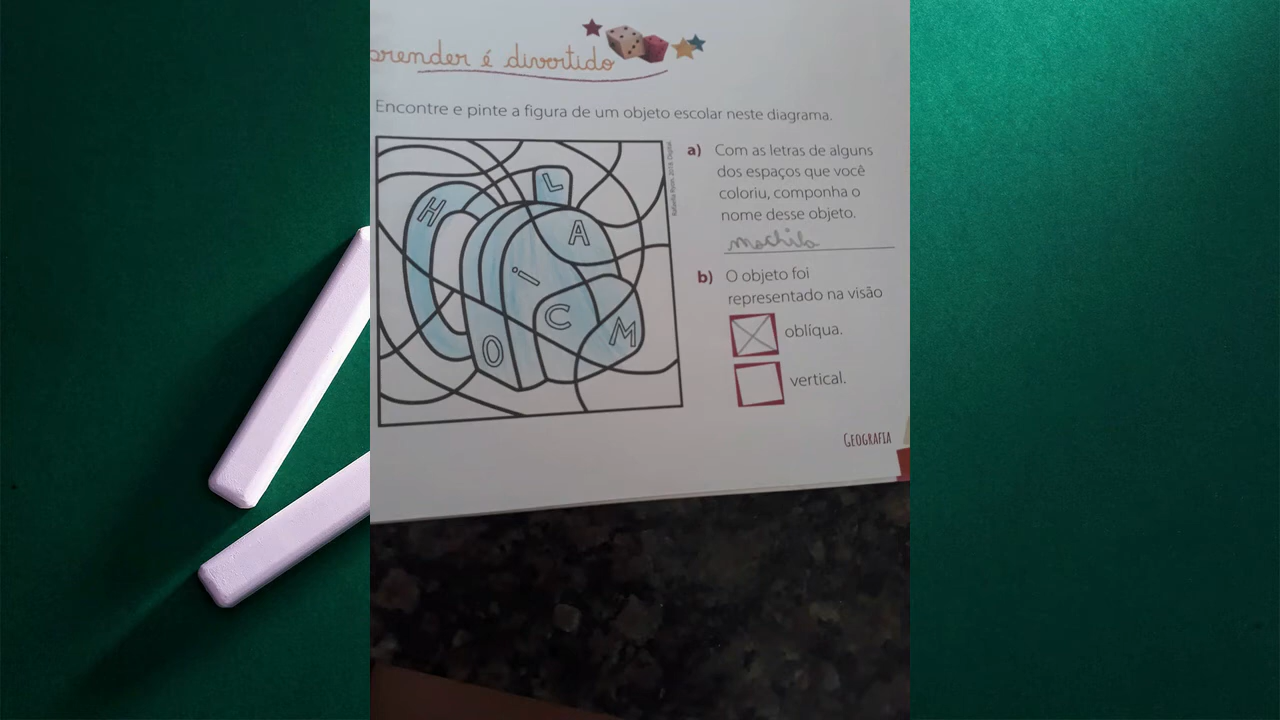 prender é divertido
Encontre e pinte a figura de um objeto escolar neste diagrama.
H
L
A
i
C
M
O
a) Com as letras de alguns
dos espaços que você
coloriu, componha o
nome desse objeto.
mochila
b) O objeto foi
representado na visão
oblíqua.
vertical.
GEOGRAFIA